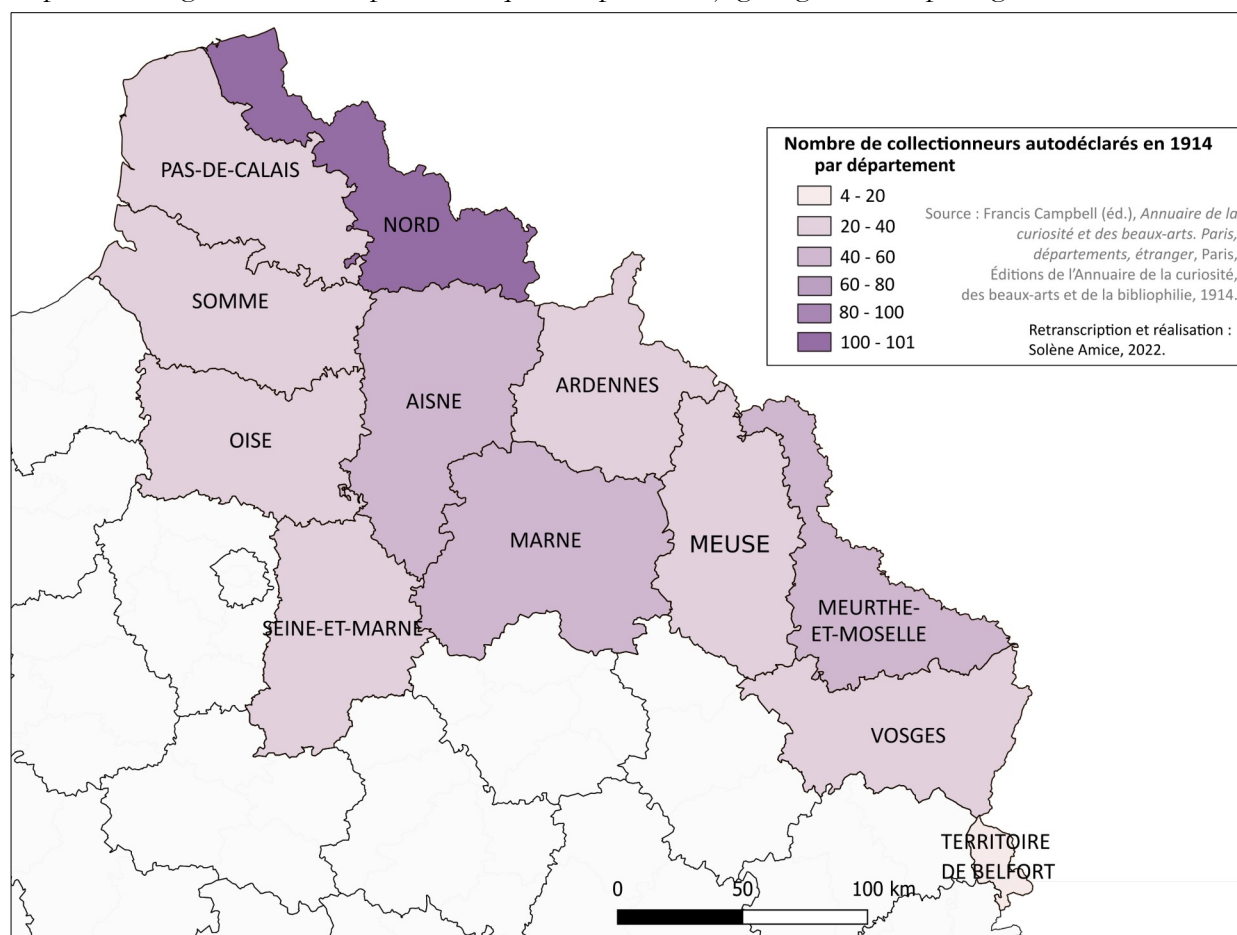 PAS-DE-CALAIS
NORD
SOMME
AISNE
ARDENNES
OISE
MARNE
MEUSE
SEINE-ET-MARNE
MEURTHE-
ET-MOSELLE
VOSGES
TERRITOIRE
DE BELFORT
0 50 100 km
Nombre de collectionneurs autodéclarés en 1914
par département
4 - 20
20 - 40
40 - 60
60 - 80
80 - 100
100 - 101
Source : Francis Campbell (éd.), Annuaire de la
curiosité et des beaux-arts. Paris,
départements, étranger, Paris,
Éditions de l'Annuaire de la curiosité,
des beaux-arts et de la bibliophilie, 1914.
Retranscription et réalisation :
Solène Amice, 2022.